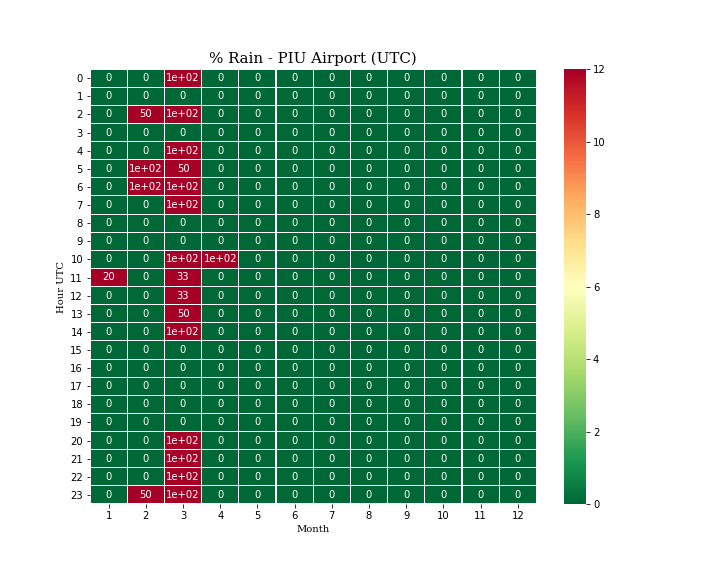 % Rain - PIU Airport (UTC)
0 0 0 1e+02 0 0 0 0 0 0 0 0 0
1 0 0 0 0 0 0 0 0 0 0 0 0
2 0 50 1e+02 0 0 0 0 0 0 0 0 0
3 0 0 0 0 0 0 0 0 0 0 0 0
4 0 0 1e+02 0 0 0 0 0 0 0 0 0
5 0 1e+02 50 0 0 0 0 0 0 0 0 0
6 0 1e+02 1e+02 0 0 0 0 0 0 0 0 0
7 0 0 1e+02 0 0 0 0 0 0 0 0 0
8 0 0 0 0 0 0 0 0 0 0 0 0
9 0 0 0 0 0 0 0 0 0 0 0 0
10 0 0 1e+02 1e+02 0 0 0 0 0 0 0 0
11 20 0 33 0 0 0 0 0 0 0 0 0
12 0 0 33 0 0 0 0 0 0 0 0 0
13 0 0 50 0 0 0 0 0 0 0 0 0
14 0 0 1e+02 0 0 0 0 0 0 0 0 0
15 0 0 0 0 0 0 0 0 0 0 0 0
16 0 0 0 0 0 0 0 0 0 0 0 0
17 0 0 0 0 0 0 0 0 0 0 0 0
18 0 0 0 0 0 0 0 0 0 0 0 0
19 0 0 0 0 0 0 0 0 0 0 0 0
20 0 0 1e+02 0 0 0 0 0 0 0 0 0
21 0 0 1e+02 0 0 0 0 0 0 0 0 0
22 0 0 1e+02 0 0 0 0 0 0 0 0 0
23 0 50 1e+02 0 0 0 0 0 0 0 0 0
1 2 3 4 5 6 7 8 9 10 11 12
Month
Hour UTC
12
10
8
6
4
2
0